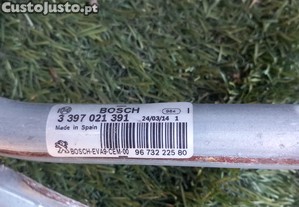 CustoJusto.pt
BOSCH
3 397 021 391 24/03/14 1
Made in Spain
BOSCH-EVA9-CEM-00 96 732 225 80